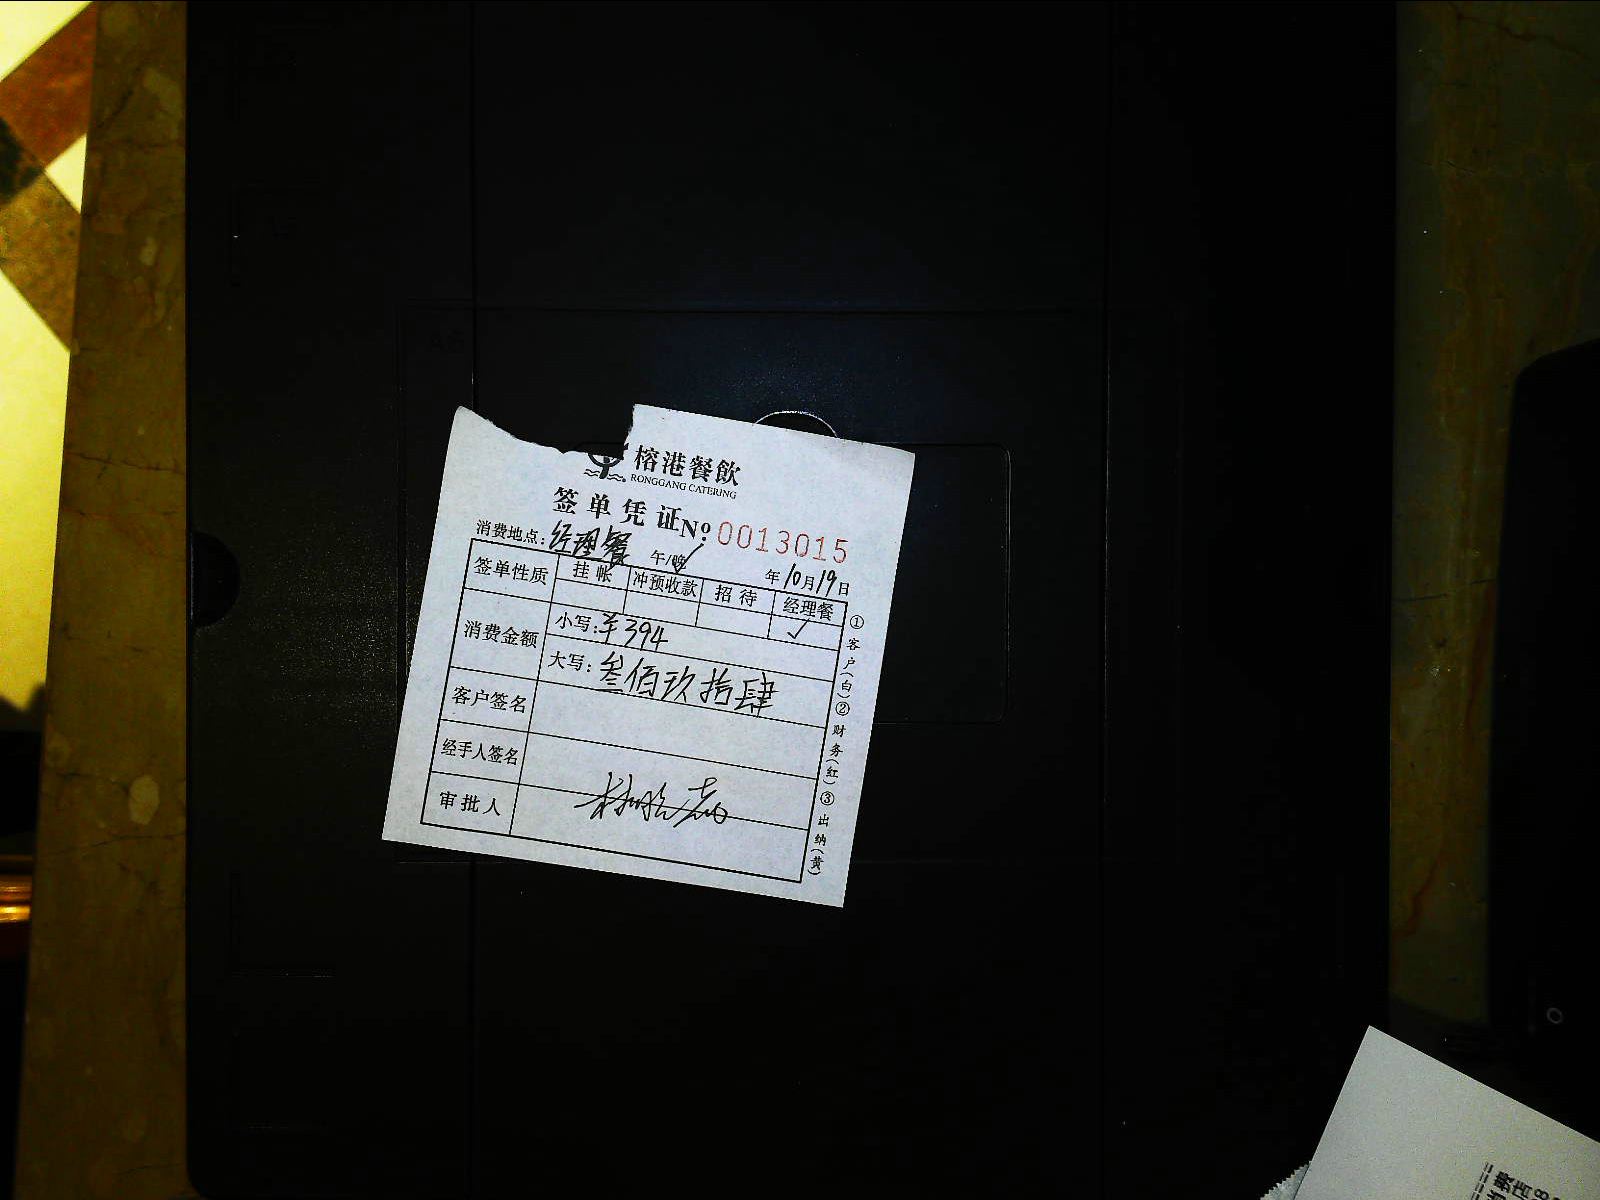 榕港餐飲
RONGGANG CATERING
签单凭证 №: 0013015
消费地点: 经理餐 午/晚 年10月19日
签单性质 挂帐 冲预收款 招待 经理餐
✓
消费金额 小写: ¥394
大写: 叁佰玖拾肆
客户签名
经手人签名
审批人
①客户(白)②财务(红)③出纳(黄)